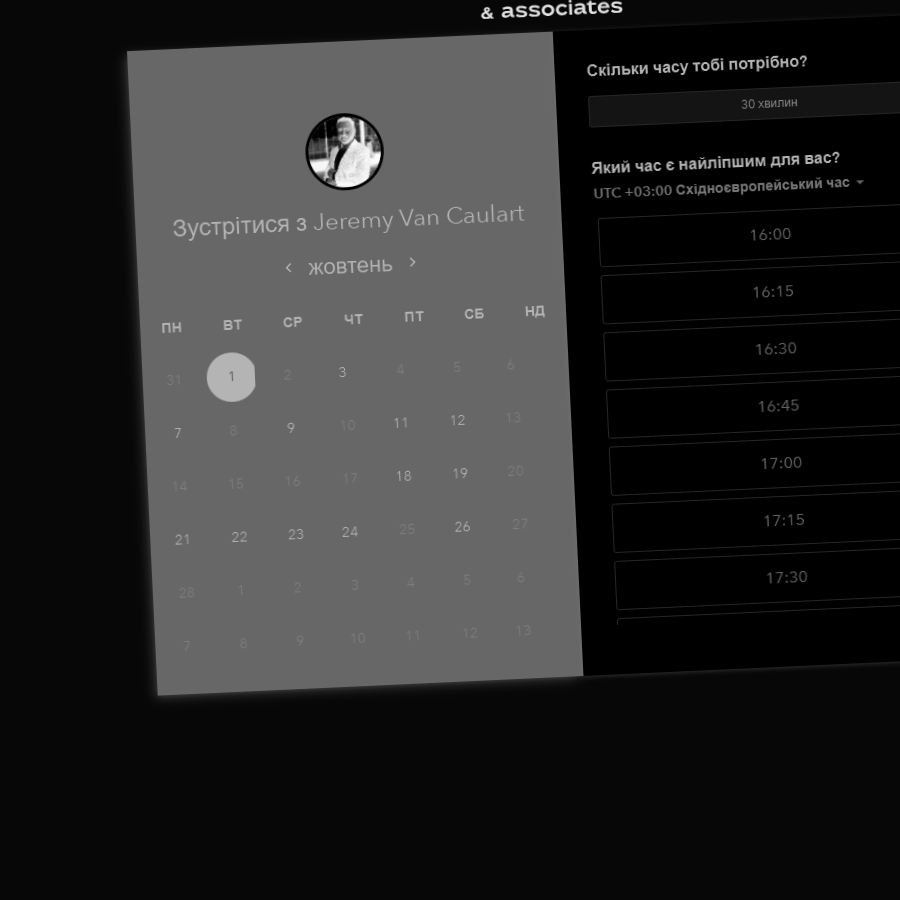 & associates
Зустрітися з Jeremy Van Caulart
‹ жовтень ›
ПН ВТ СР ЧТ ПТ СБ НД
31 1 2 3 4 5 6
7 8 9 10 11 12 13
14 15 16 17 18 19 20
21 22 23 24 25 26 27
28 1 2 3 4 5 6
7 8 9 10 11 12 13
Скільки часу тобі потрібно?
30 хвилин
Який час є найліпшим для вас?
UTC +03:00 Східноєвропейський час
16:00
16:15
16:30
16:45
17:00
17:15
17:30